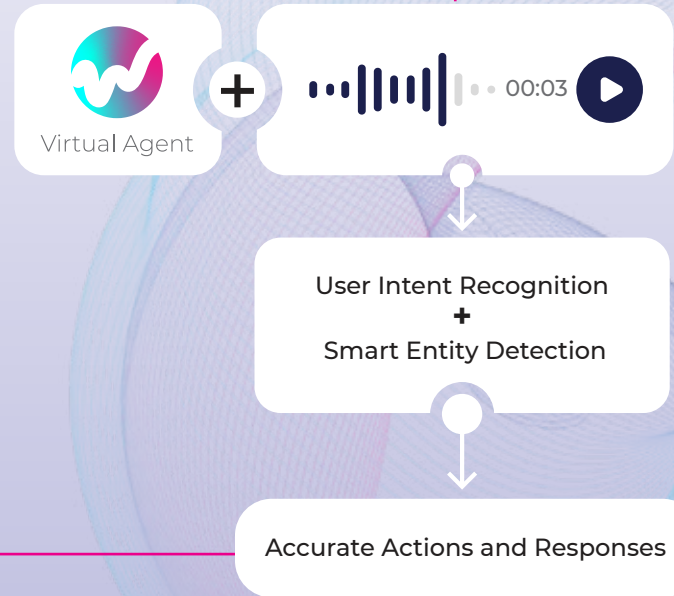 Virtual Agent
+
00:03
User Intent Recognition
+
Smart Entity Detection
Accurate Actions and Responses